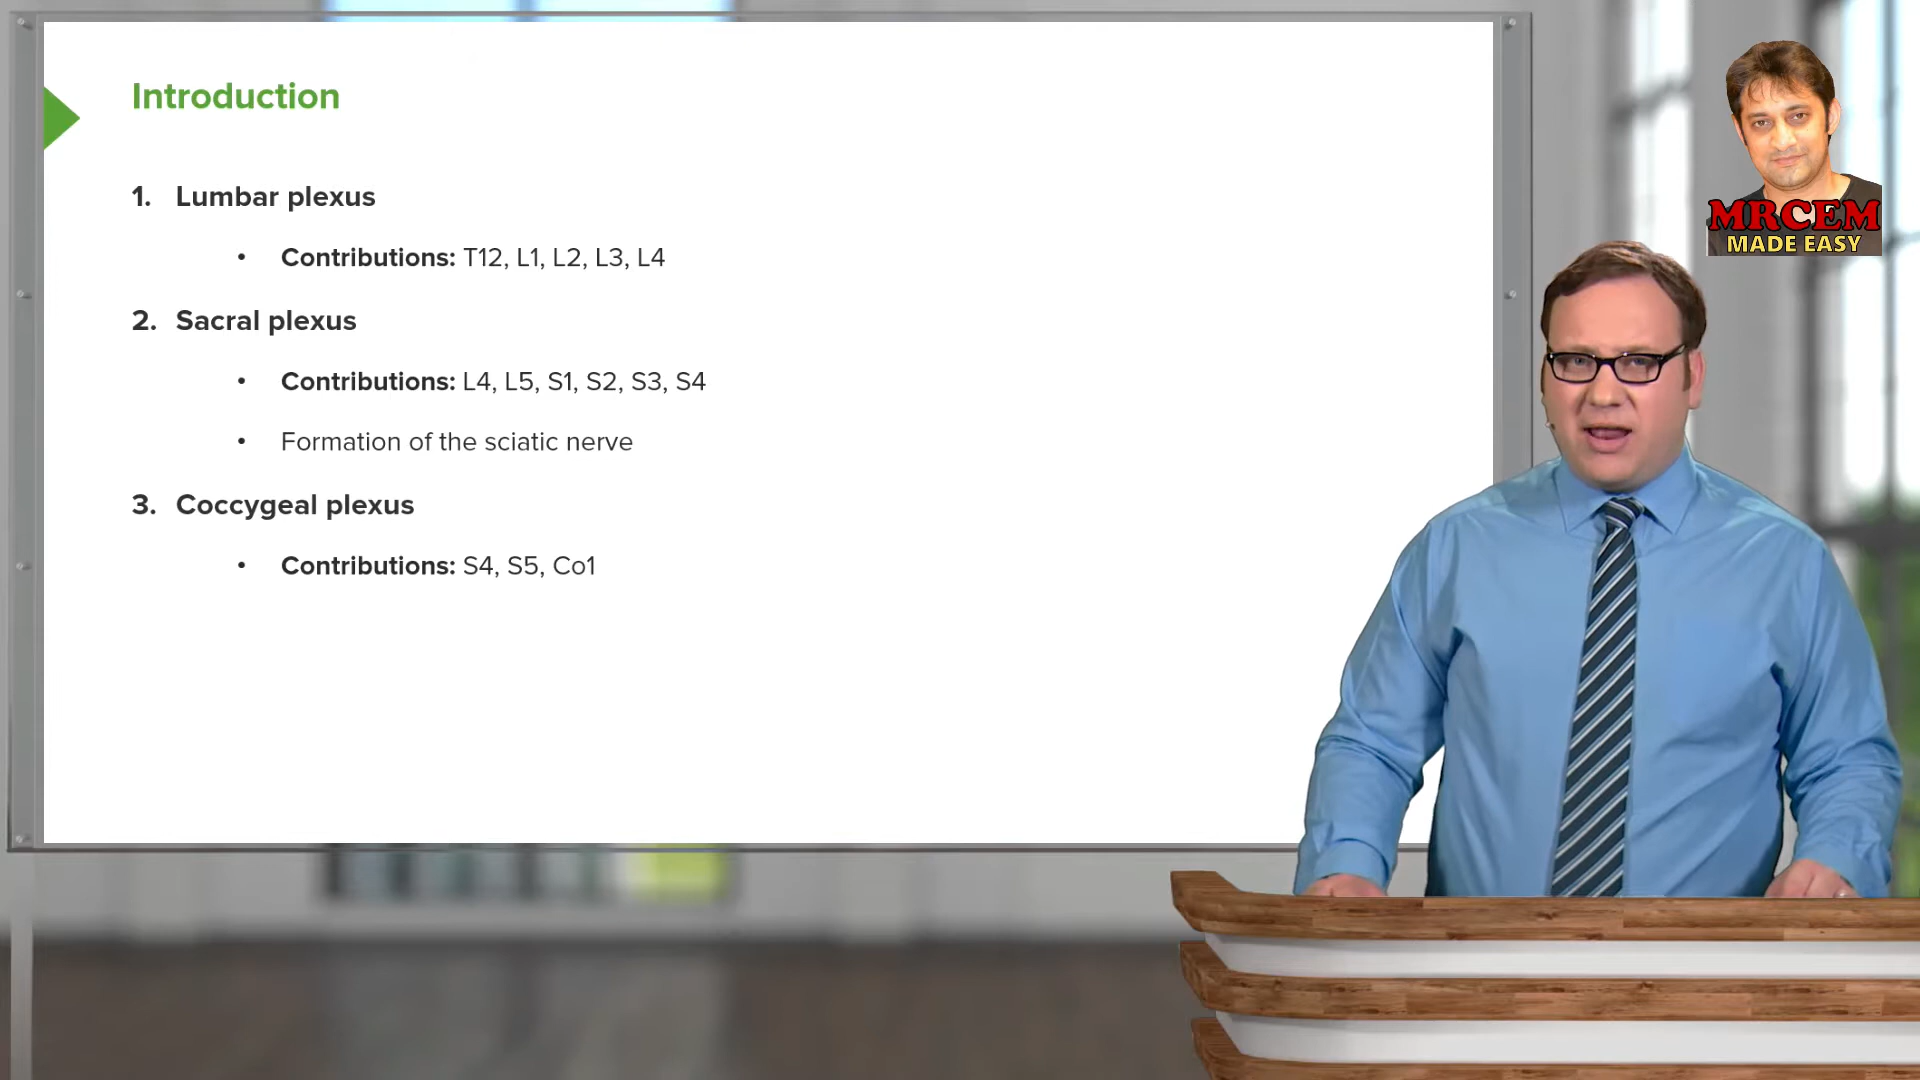 Introduction
1. Lumbar plexus
• Contributions: T12, L1, L2, L3, L4
2. Sacral plexus
• Contributions: L4, L5, S1, S2, S3, S4
• Formation of the sciatic nerve
3. Coccygeal plexus
• Contributions: S4, S5, Co1
MRCEM
MADE EASY